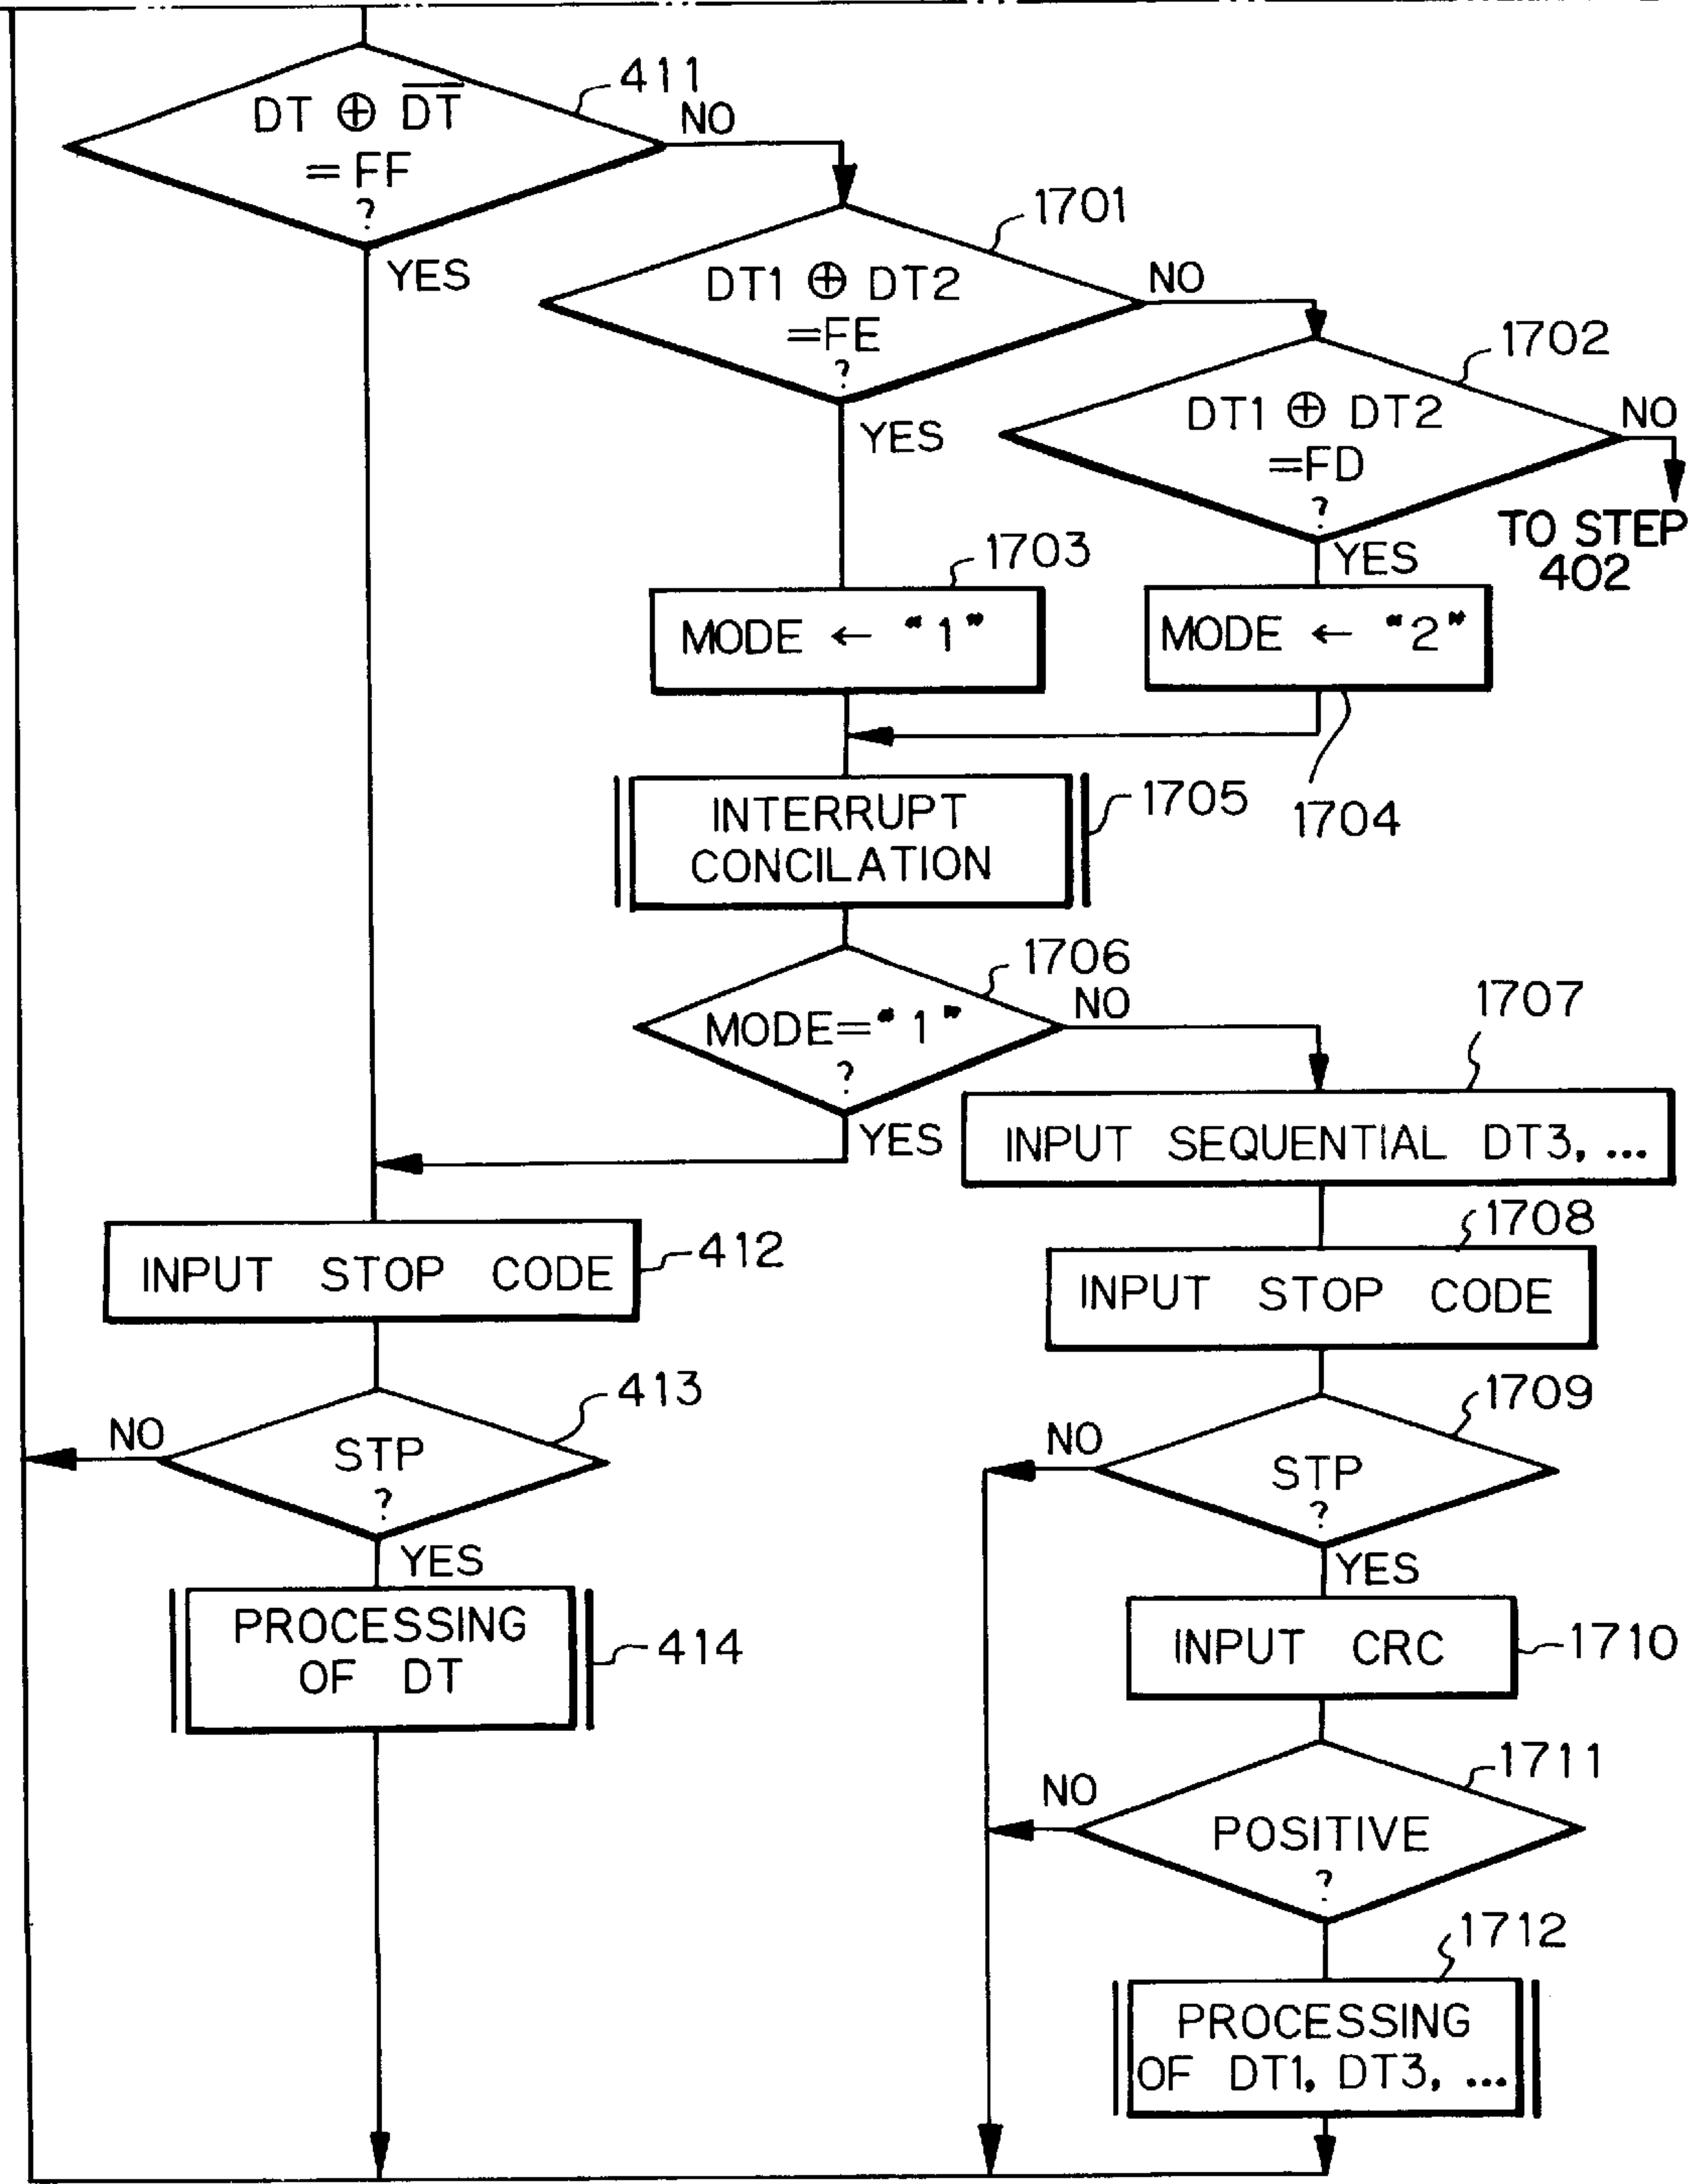 DT ⊕ D̅T̅
= FF
?
411
NO
YES
1701
DT1 ⊕ DT2
=FE
?
NO
YES
1702
DT1 ⊕ DT2
=FD
?
NO
TO STEP
402
YES
1703
MODE ← "1"
MODE ← "2"
1704
INTERRUPT
CONCILATION
1705
1706
MODE="1"
?
NO
YES
1707
INPUT SEQUENTIAL DT3, ...
INPUT STOP CODE
412
1708
INPUT STOP CODE
413
NO
STP
?
YES
1709
NO
STP
?
YES
PROCESSING
OF DT
414
INPUT CRC
1710
1711
NO
POSITIVE
?
1712
PROCESSING
OF DT1, DT3, ...